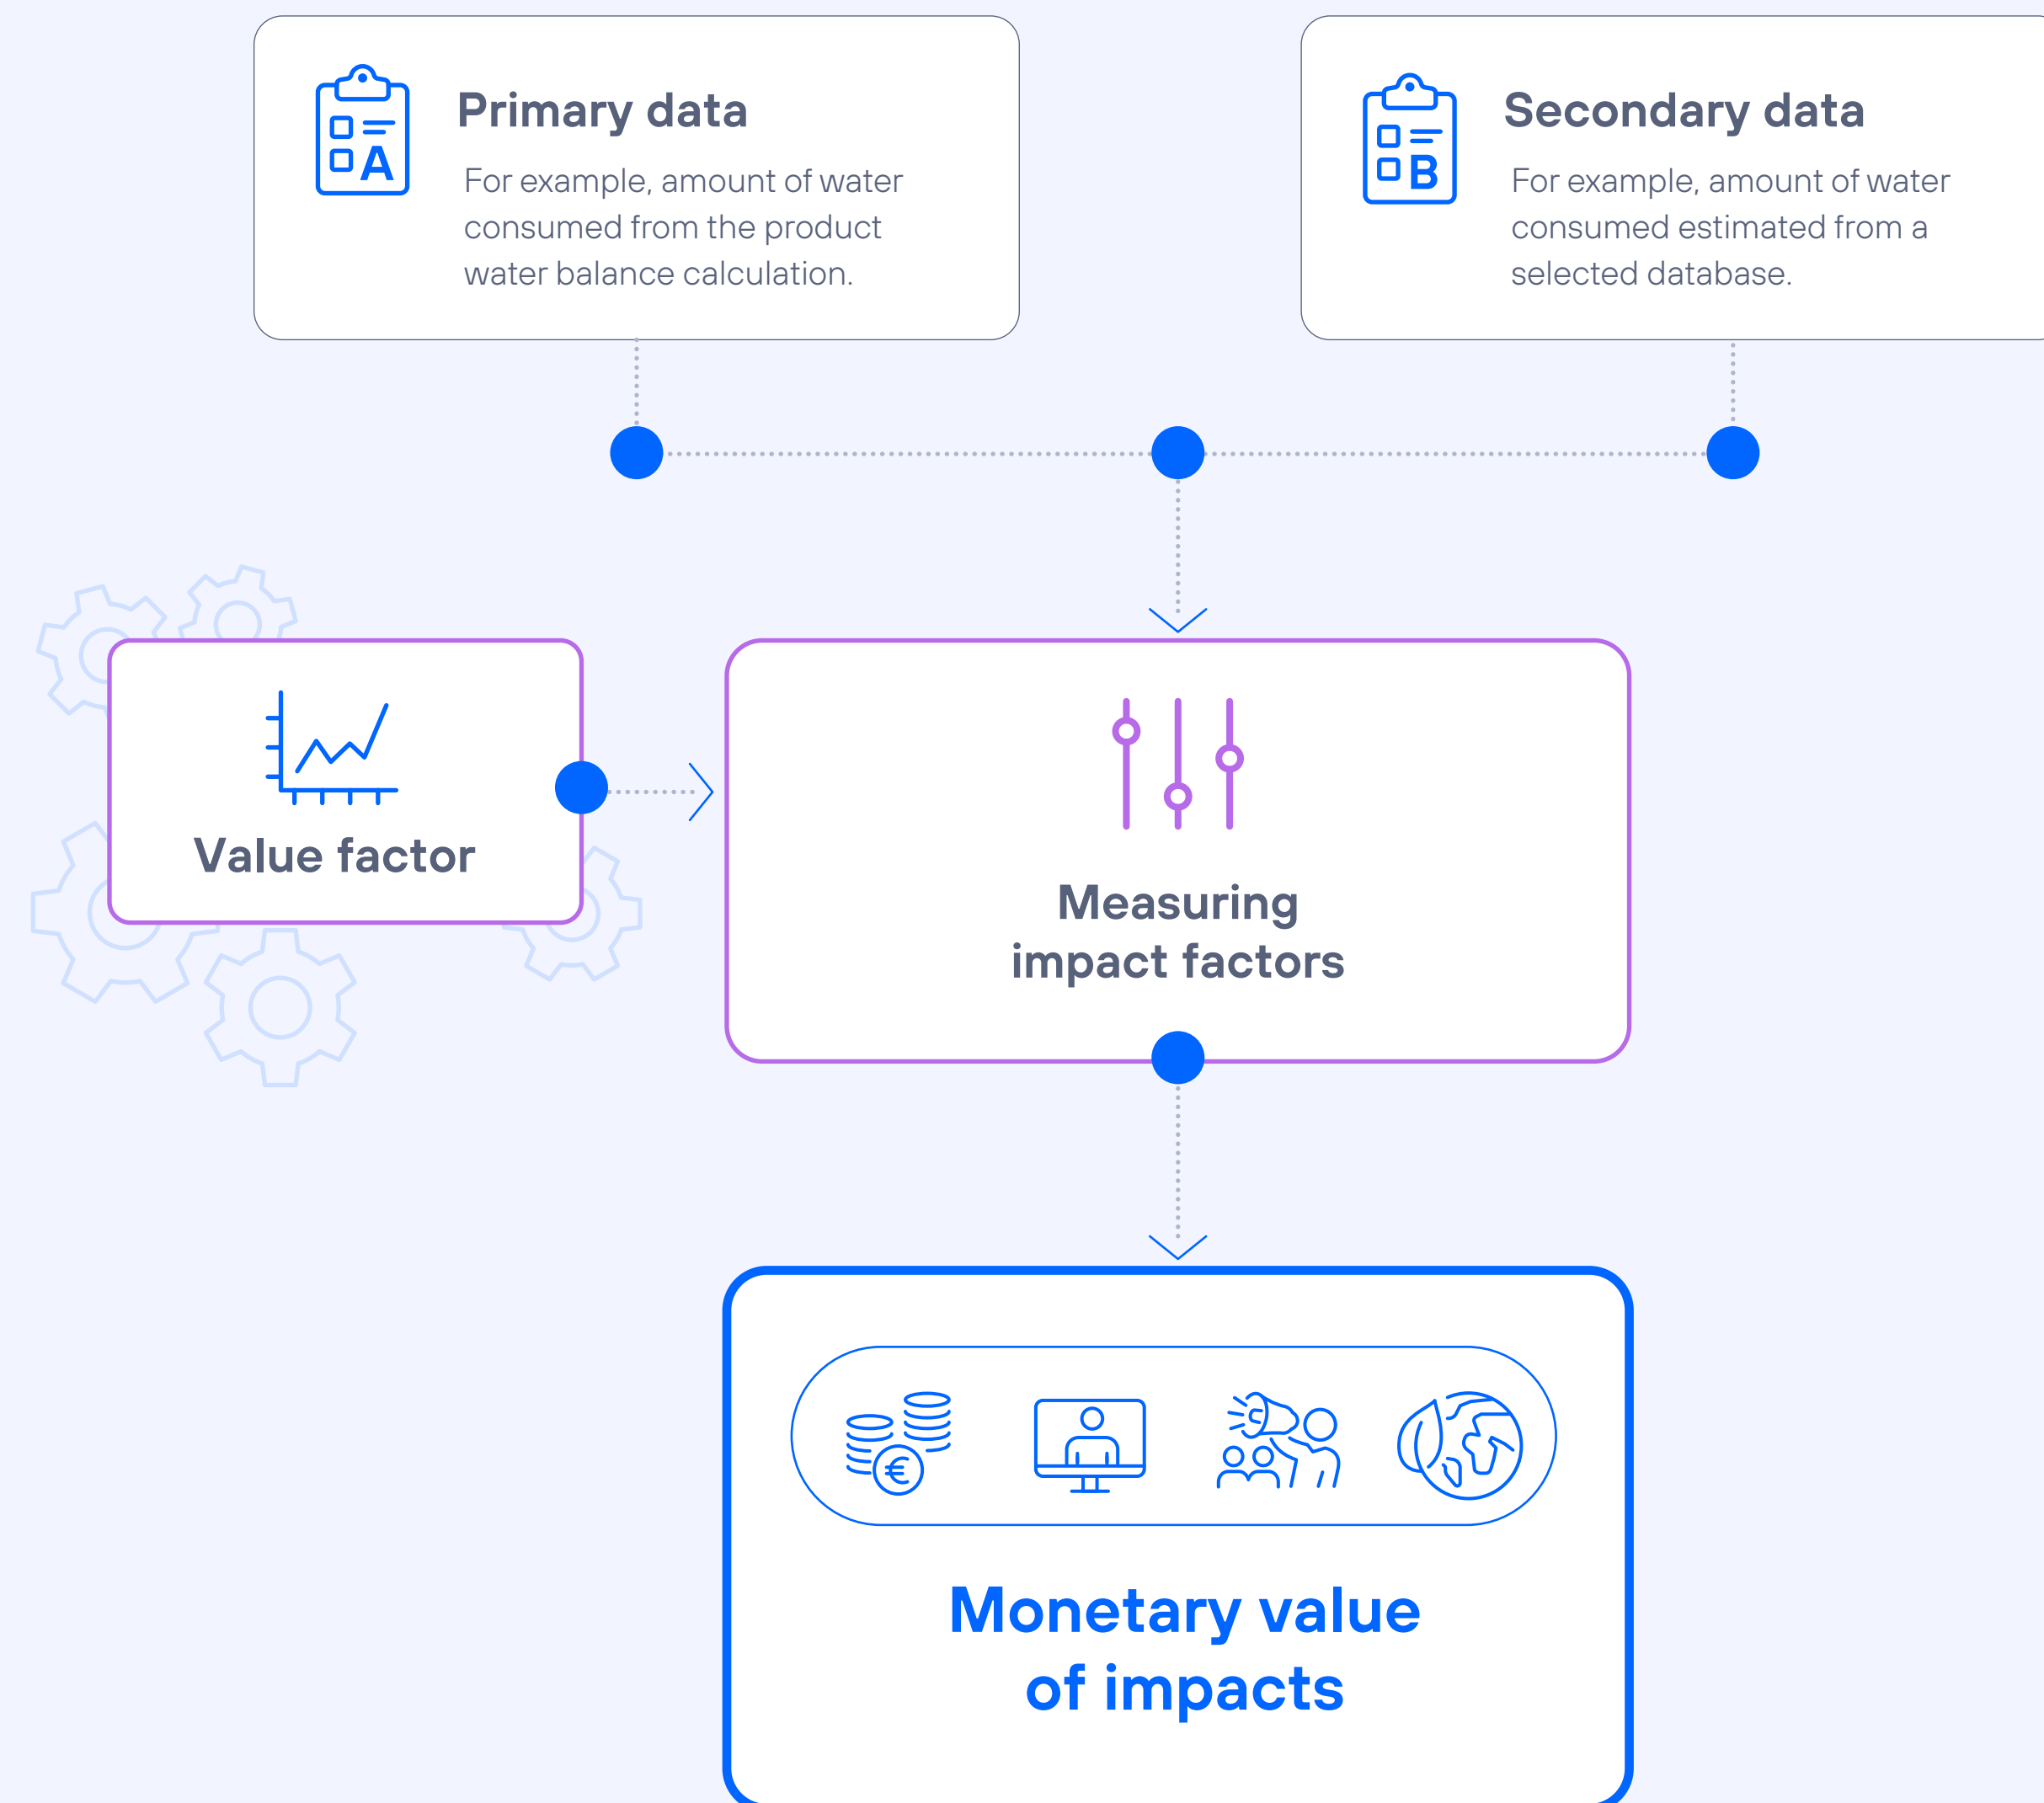 Primary data
For example, amount of water
consumed from the product
water balance calculation.
A
Secondary data
For example, amount of water
consumed estimated from a
selected database.
B
Value factor
Measuring
impact factors
€
Monetary value
of impacts